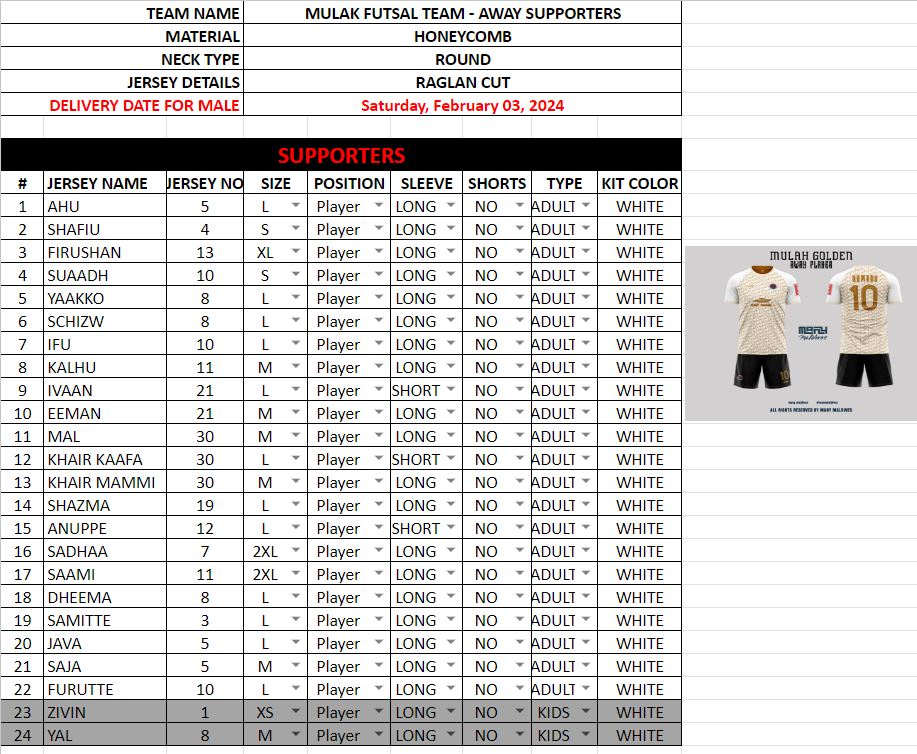 TEAM NAME MULAK FUTSAL TEAM - AWAY SUPPORTERS
MATERIAL HONEYCOMB
NECK TYPE ROUND
JERSEY DETAILS RAGLAN CUT
DELIVERY DATE FOR MALE Saturday, February 03, 2024
SUPPORTERS
# JERSEY NAME JERSEY NO SIZE POSITION SLEEVE SHORTS TYPE KIT COLOR
1 AHU 5 L Player LONG NO ADULT WHITE
2 SHAFIU 4 S Player LONG NO ADULT WHITE
3 FIRUSHAN 13 XL Player LONG NO ADULT WHITE
4 SUAADH 10 S Player LONG NO ADULT WHITE
5 YAAKKO 8 L Player LONG NO ADULT WHITE
6 SCHIZW 8 L Player LONG NO ADULT WHITE
7 IFU 10 L Player LONG NO ADULT WHITE
8 KALHU 11 M Player LONG NO ADULT WHITE
9 IVAAN 21 L Player SHORT NO ADULT WHITE
10 EEMAN 21 M Player LONG NO ADULT WHITE
11 MAL 30 M Player LONG NO ADULT WHITE
12 KHAIR KAAFA 30 L Player SHORT NO ADULT WHITE
13 KHAIR MAMMI 30 M Player LONG NO ADULT WHITE
14 SHAZMA 19 L Player LONG NO ADULT WHITE
15 ANUPPE 12 L Player SHORT NO ADULT WHITE
16 SADHAA 7 2XL Player LONG NO ADULT WHITE
17 SAAMI 11 2XL Player LONG NO ADULT WHITE
18 DHEEMA 8 L Player LONG NO ADULT WHITE
19 SAMITTE 3 L Player LONG NO ADULT WHITE
20 JAVA 5 L Player LONG NO ADULT WHITE
21 SAJA 5 M Player LONG NO ADULT WHITE
22 FURUTTE 10 L Player LONG NO ADULT WHITE
23 ZIVIN 1 XS Player LONG NO KIDS WHITE
24 YAL 8 M Player LONG NO KIDS WHITE
MULAH GOLDEN
AWAY PLAYER
10
Maldives
10
ALL RIGHTS RESERVED BY MAHY MALDIVES